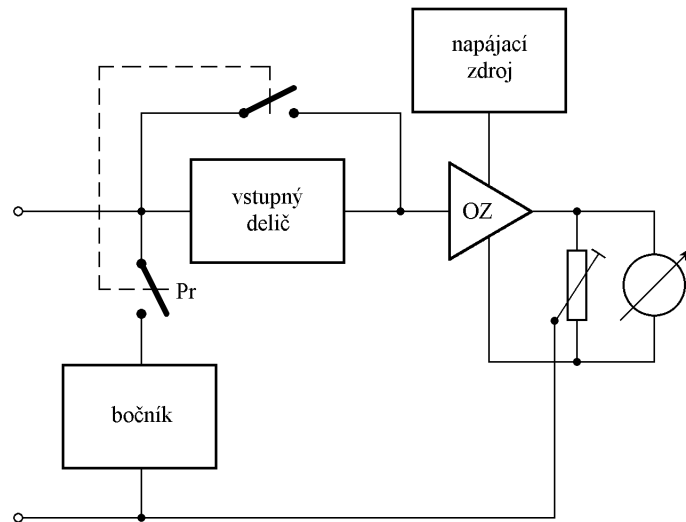 napájací
zdroj
vstupný
delič
OZ
Pr
bočník